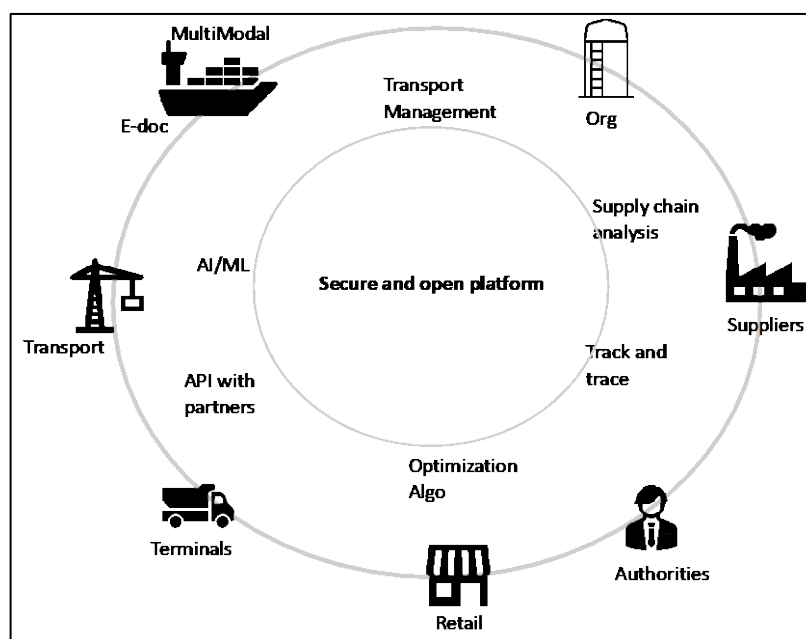 MultiModal
E-doc
Transport
Management
Org
Supply chain
analysis
AI/ML
Secure and open platform
Suppliers
Transport
Track and
trace
API with
partners
Optimization
Algo
Terminals
Authorities
Retail